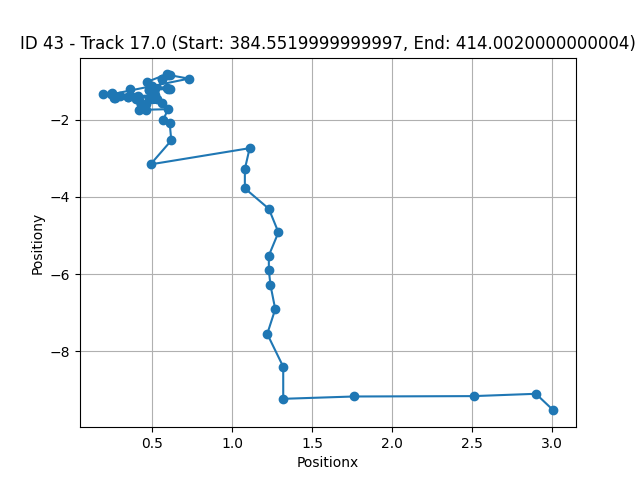 ID 43 - Track 17.0 (Start: 384.5519999999997, End: 414.0020000000004)
Positiony
−2
−4
−6
−8
0.5 1.0 1.5 2.0 2.5 3.0
Positionx